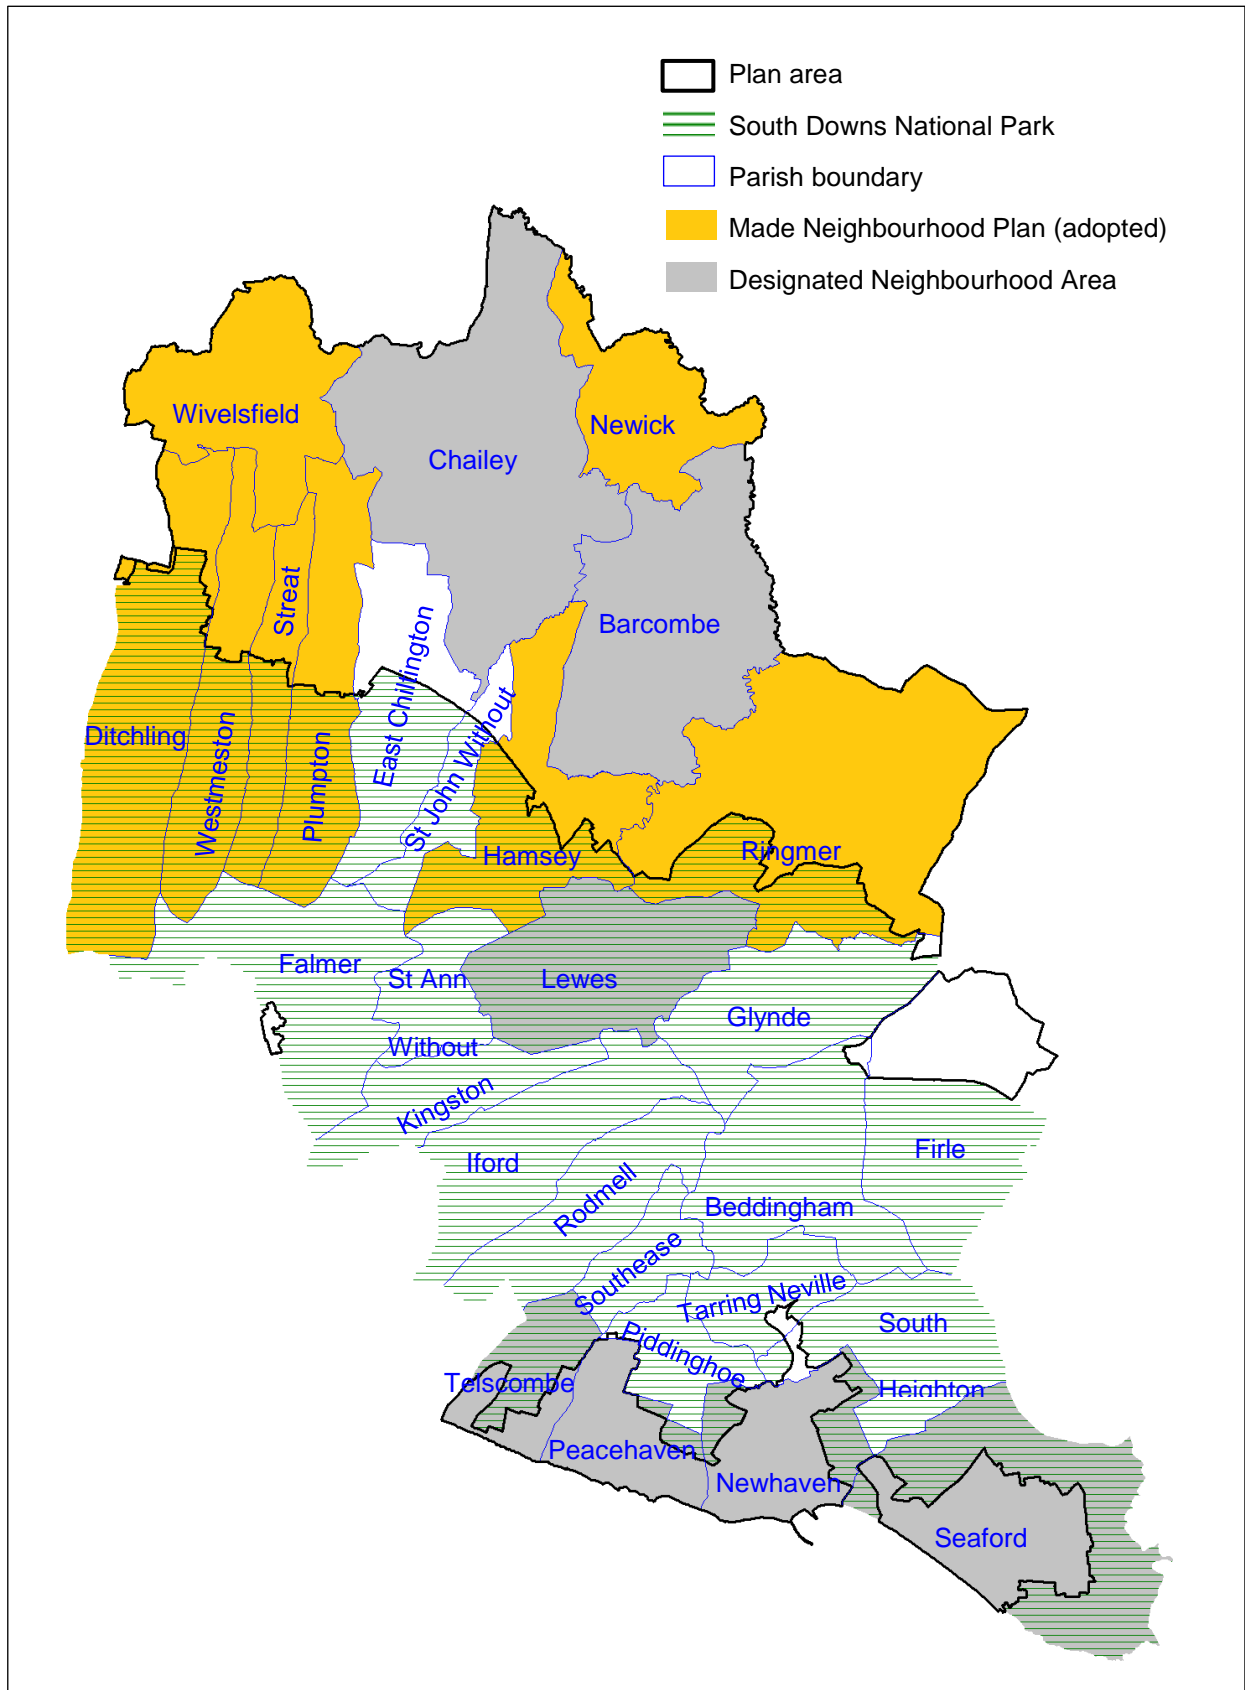 Plan area
South Downs National Park
Parish boundary
Made Neighbourhood Plan (adopted)
Designated Neighbourhood Area
Wivelsfield
Newick
Chailey
Streat
Barcombe
East Chiltington
Ditchling
Westmeston
Plumpton
St John Without
Hamsey
Ringmer
Falmer
St Ann
Without
Lewes
Glynde
Kingston
Iford
Firle
Rodmell
Beddingham
Southease
Tarring Neville
South
Heighton
Piddinghoe
Telscombe
Peacehaven
Newhaven
Seaford